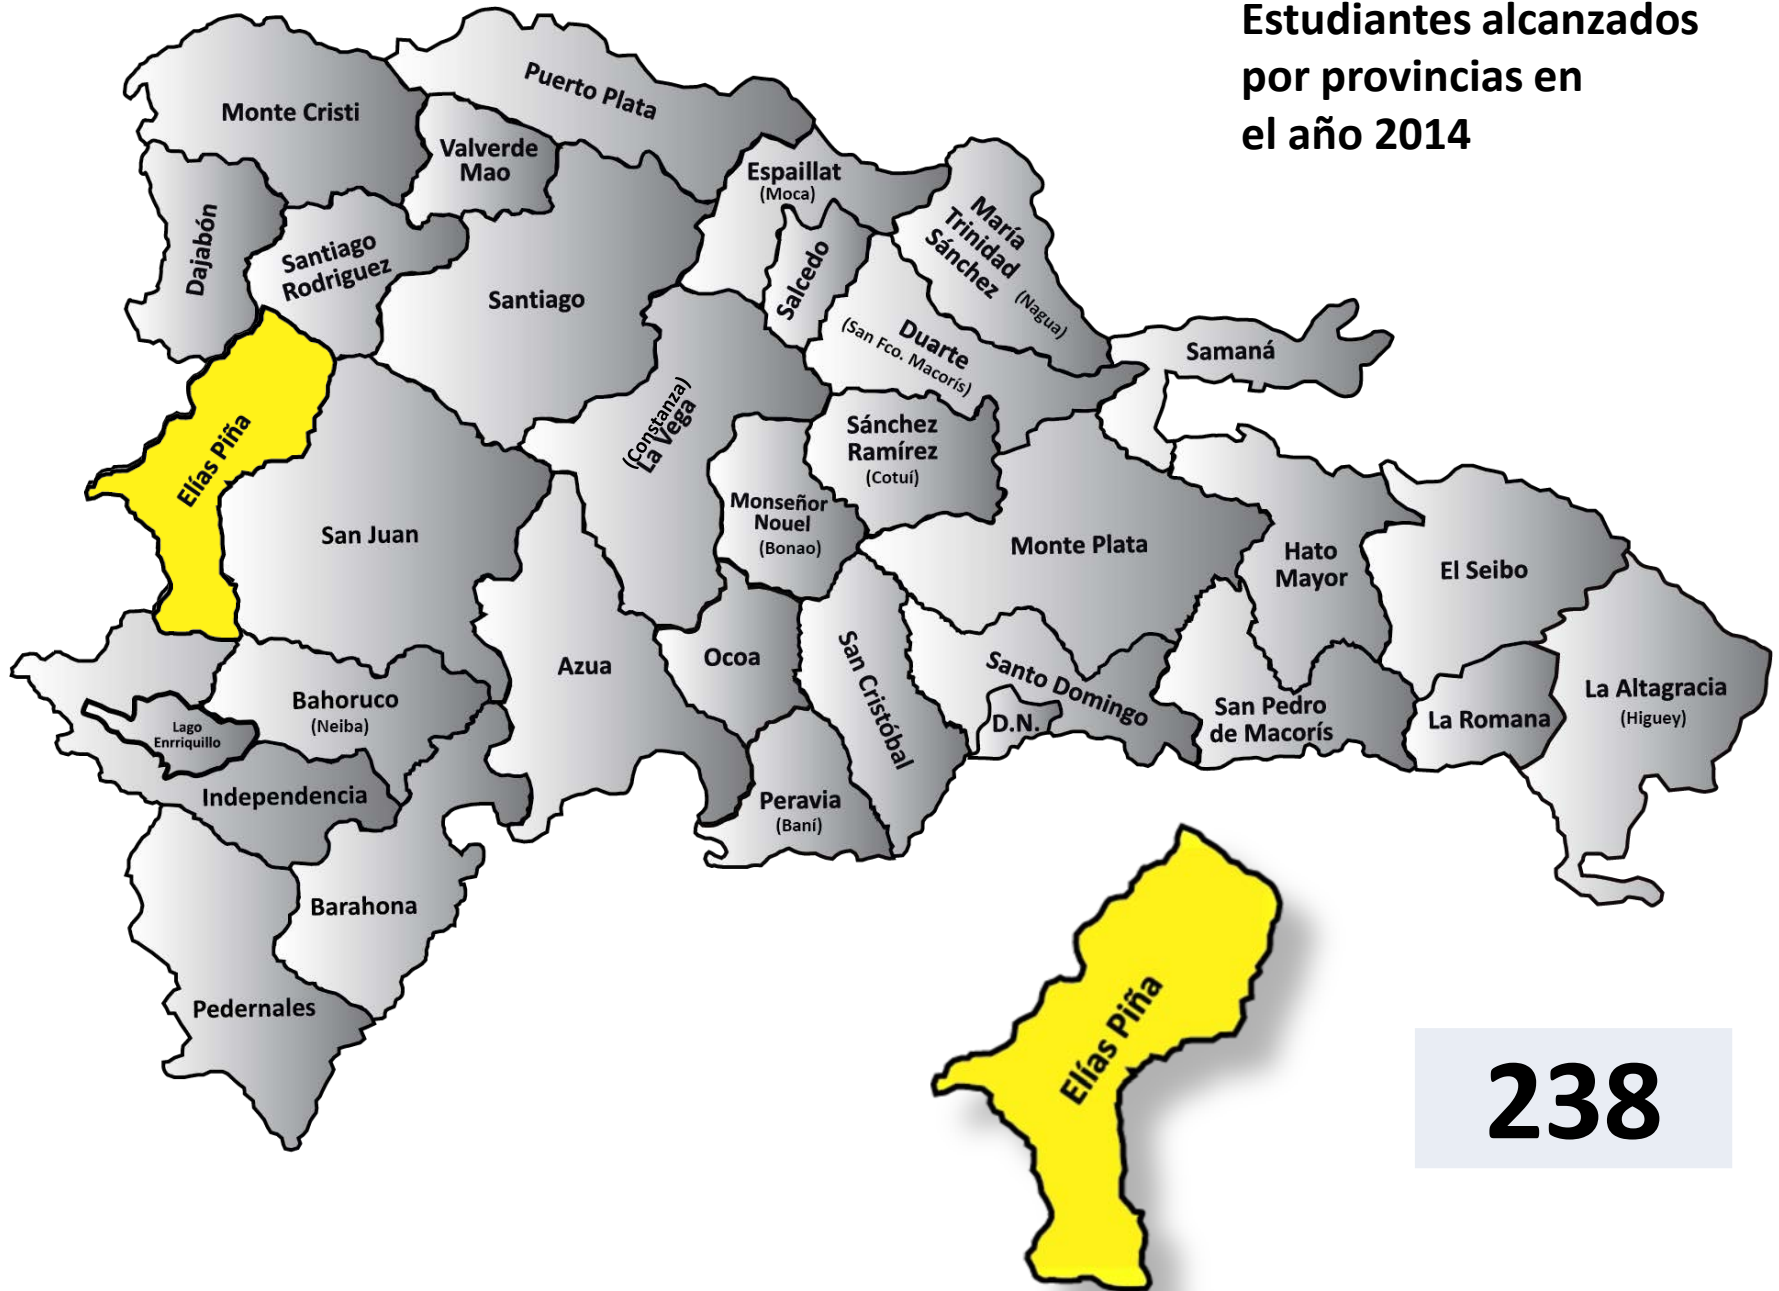 Estudiantes alcanzados
por provincias en
el año 2014
Puerto Plata
Monte Cristi
Valverde
Mao
Espaillat
(Moca)
María
Trinidad
Sánchez
(Nagua)
Dajabón
Santiago
Rodriguez
Santiago
Salcedo
Duarte
(San Fco. Macorís)
Samaná
Elías Piña
(Constanza)
La Vega
Sánchez
Ramírez
(Cotuí)
San Juan
Monseñor
Nouel
(Bonao)
Monte Plata
Hato
Mayor
El Seibo
Azua
Ocoa
San Cristóbal
Santo Domingo
D.N.
San Pedro
de Macorís
La Romana
La Altagracia
(Higuey)
Bahoruco
(Neiba)
Lago
Enrriquillo
Independencia
Peravia
(Baní)
Barahona
Pedernales
Elías Piña
238